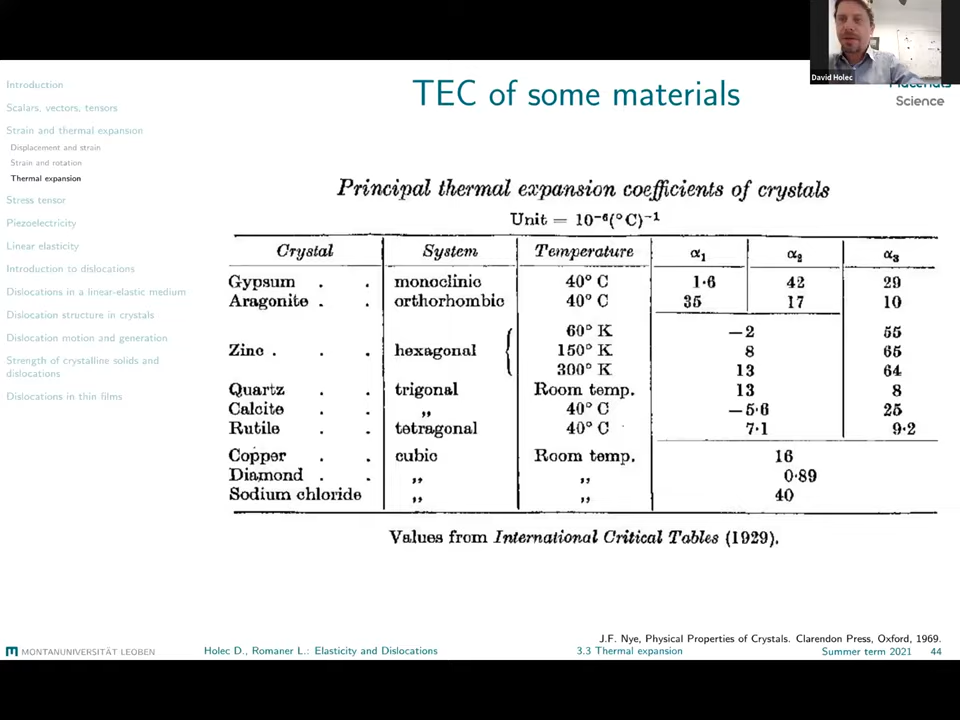 David Holec
Materials
Science
TEC of some materials
Introduction
Scalars, vectors, tensors
Strain and thermal expansion
Displacement and strain
Strain and rotation
Thermal expansion
Stress tensor
Piezoelectricity
Linear elasticity
Introduction to dislocations
Dislocations in a linear-elastic medium
Dislocation structure in crystals
Dislocation motion and generation
Strength of crystalline solids and
dislocations
Dislocations in thin films
Principal thermal expansion coefficients of crystals
Unit = 10⁻⁶(°C)⁻¹
Crystal System Temperature α₁ α₂ α₃
Gypsum . . monoclinic 40° C 1·6 42 29
Aragonite . . orthorhombic 40° C 35 17 10
60° K −2 55
Zinc . . . hexagonal 150° K 8 65
300° K 13 64
Quartz . . trigonal Room temp. 13 8
Calcite . . ,, 40° C −5·6 25
Rutile . . tetragonal 40° C 7·1 9·2
Copper . . cubic Room temp. 16
Diamond . . ,, ,, 0·89
Sodium chloride ,, ,, 40
Values from International Critical Tables (1929).
J.F. Nye, Physical Properties of Crystals. Clarendon Press, Oxford, 1969.
MONTANUNIVERSITÄT LEOBEN Holec D., Romaner L.: Elasticity and Dislocations 3.3 Thermal expansion Summer term 2021 44